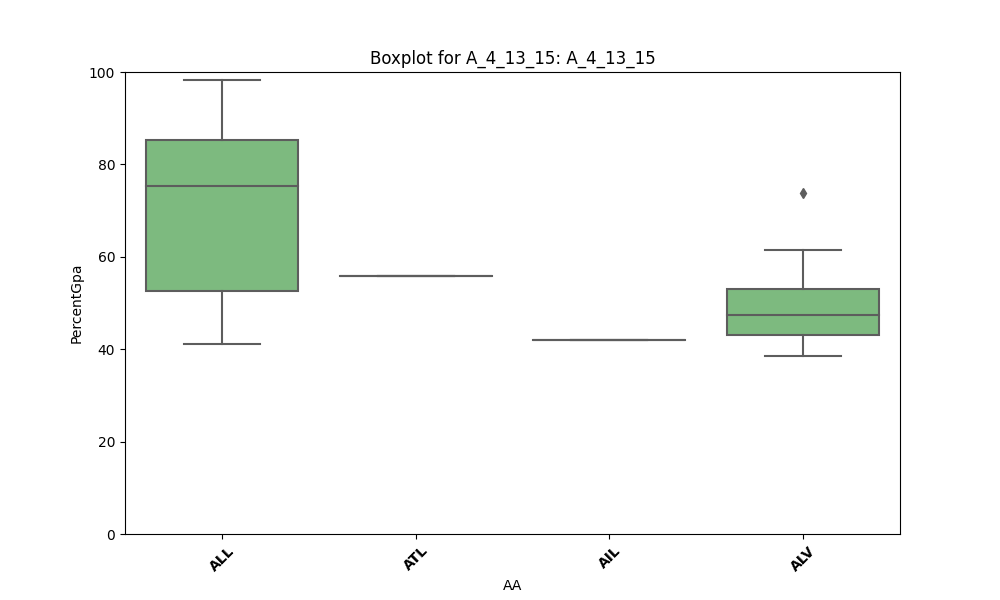 Boxplot for A_4_13_15: A_4_13_15
100
80
60
40
20
0
PercentGpa
ALL
ATL
AIL
ALV
AA